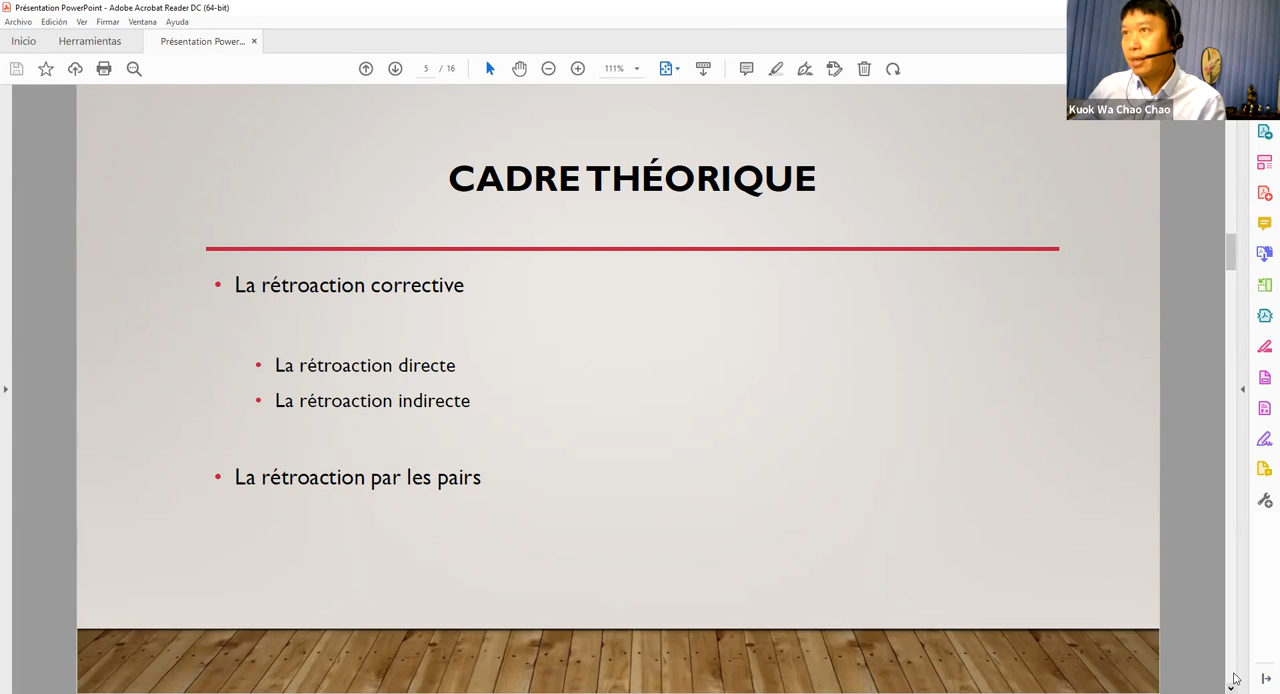 Présentation PowerPoint - Adobe Acrobat Reader DC (64-bit)
Archivo Edición Ver Firmar Ventana Ayuda
Inicio Herramientas Présentation Power... ×
5 / 16 111%
Kuok Wa Chao Chao
CADRE THÉORIQUE
• La rétroaction corrective
• La rétroaction directe
• La rétroaction indirecte
• La rétroaction par les pairs